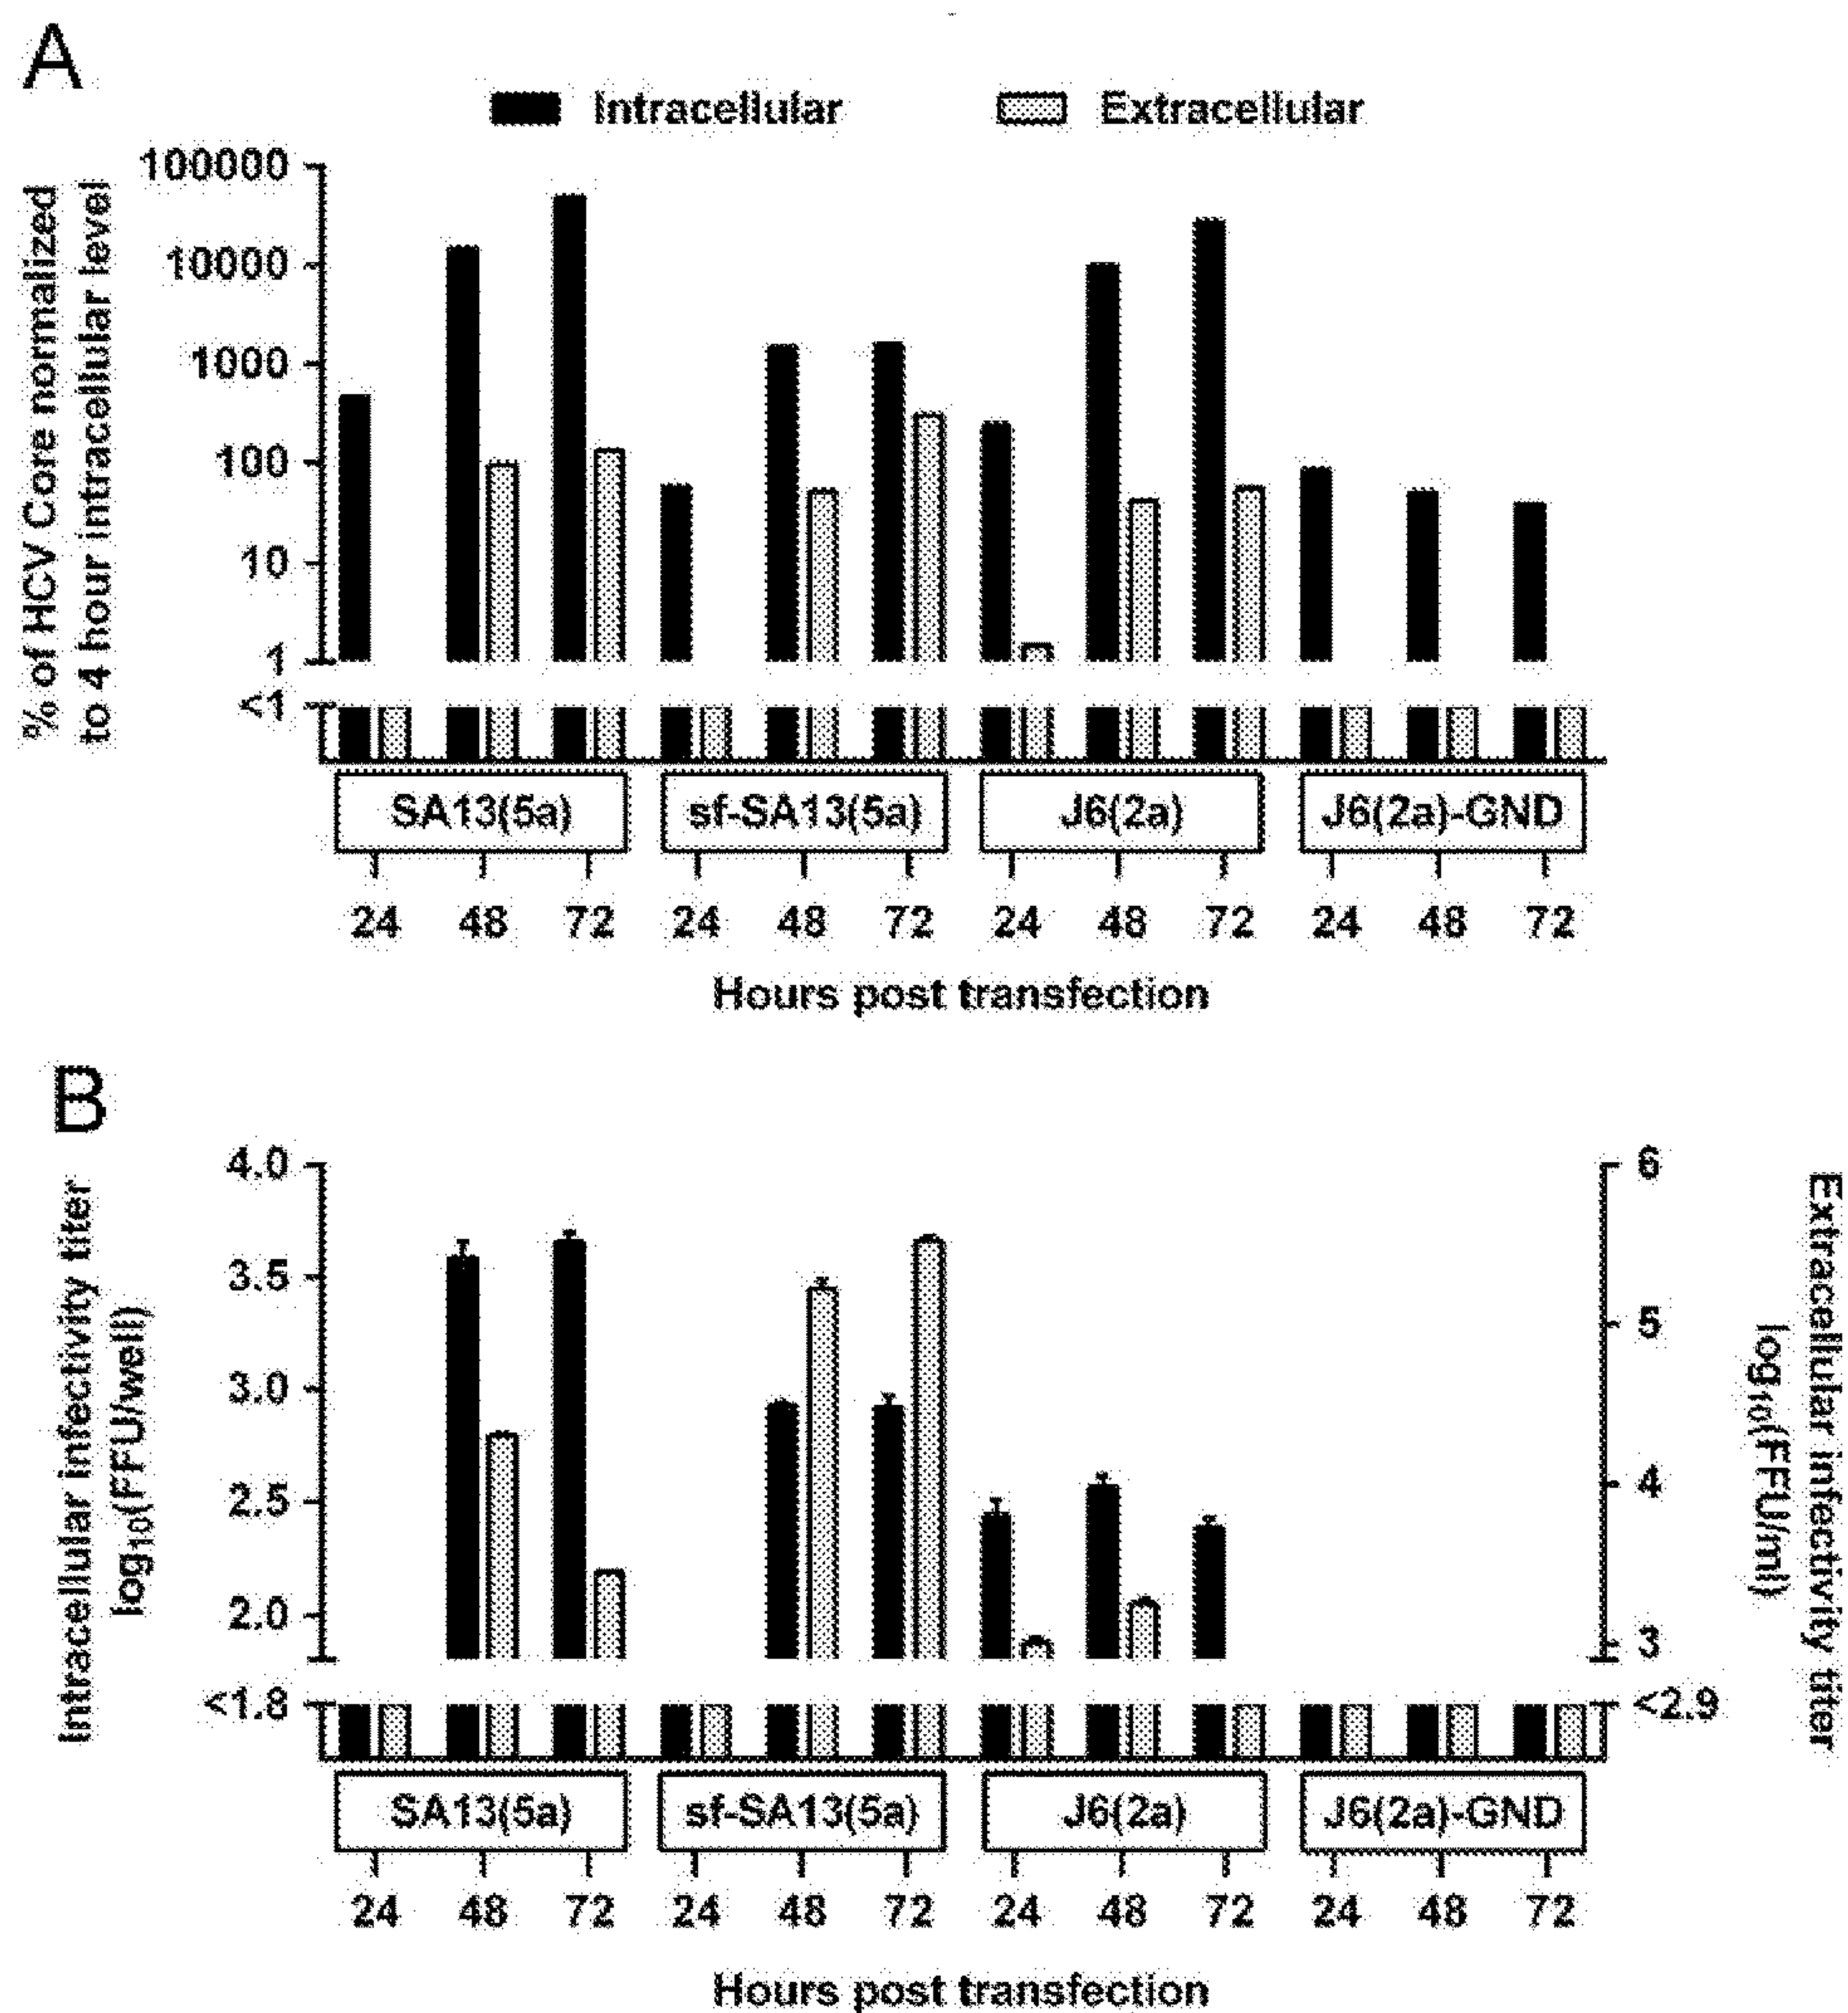 A
Intracellular Extracellular
% of HCV Core normalized
to 4 hour intracellular level
100000
10000
1000
100
10
1
<1
SA13(5a) sf-SA13(5a) J6(2a) J6(2a)-GND
24 48 72 24 48 72 24 48 72 24 48 72
Hours post transfection
B
Intracellular infectivity titer
log10(FFU/well)
4.0
3.5
3.0
2.5
2.0
<1.8
6
5
4
3
<2.9
Extracellular infectivity titer
log10(FFU/ml)
SA13(5a) sf-SA13(5a) J6(2a) J6(2a)-GND
24 48 72 24 48 72 24 48 72 24 48 72
Hours post transfection